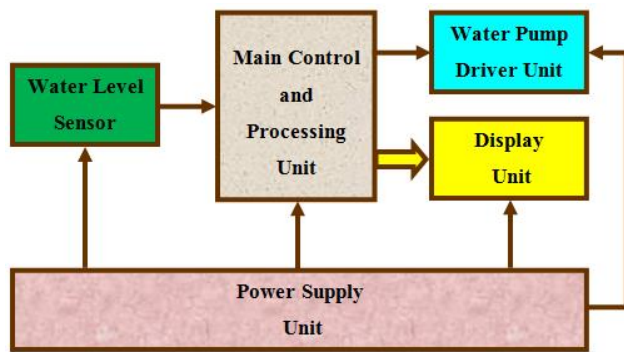 Water Level
Sensor
Main Control
and
Processing
Unit
Water Pump
Driver Unit
Display
Unit
Power Supply
Unit